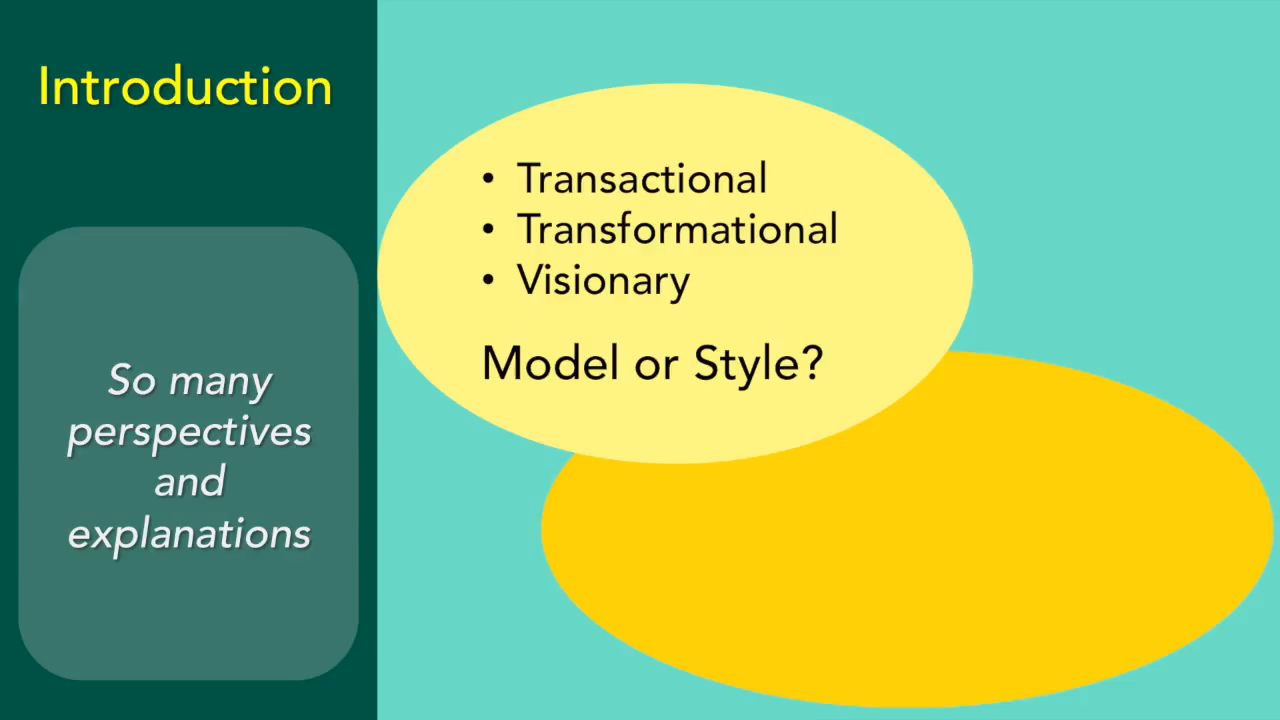 Introduction
So many
perspectives
and
explanations
• Transactional
• Transformational
• Visionary
Model or Style?